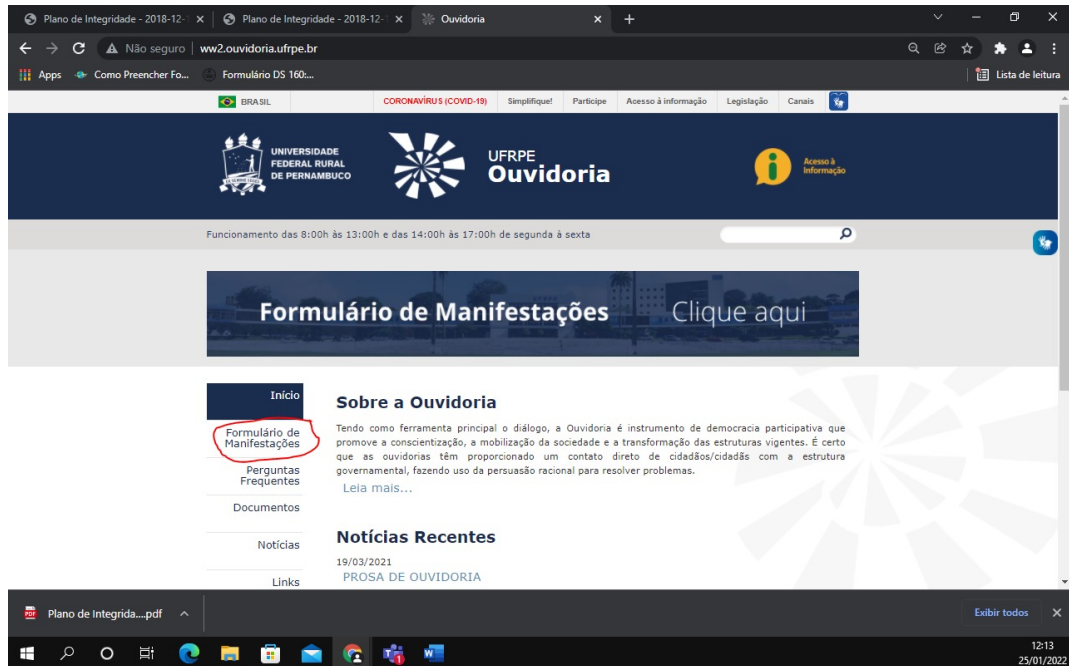 Plano de Integridade - 2018-12-
Plano de Integridade - 2018-12-
Ouvidoria
Não seguro | ww2.ouvidoria.ufrpe.br
Apps
Como Preencher Fo...
Formulário DS 160:...
Lista de leitura
BRASIL
CORONAVÍRUS (COVID-19)
Simplifique!
Participe
Acesso à informação
Legislação
Canais
UNIVERSIDADE
FEDERAL RURAL
DE PERNAMBUCO
UFRPE
Ouvidoria
Acesso à
Informação
Funcionamento das 8:00h às 13:00h e das 14:00h às 17:00h de segunda à sexta
Formulário de Manifestações Clique aqui
Início
Formulário de
Manifestações
Perguntas
Frequentes
Documentos
Notícias
Links
Sobre a Ouvidoria
Tendo como ferramenta principal o diálogo, a Ouvidoria é instrumento de democracia participativa que
promove a conscientização, a mobilização da sociedade e a transformação das estruturas vigentes. É certo
que as ouvidorias têm proporcionado um contato direto de cidadãos/cidadãs com a estrutura
governamental, fazendo uso da persuasão racional para resolver problemas.
Leia mais...
Notícias Recentes
19/03/2021
PROSA DE OUVIDORIA
Plano de Integrida....pdf
Exibir todos
12:13
25/01/2022